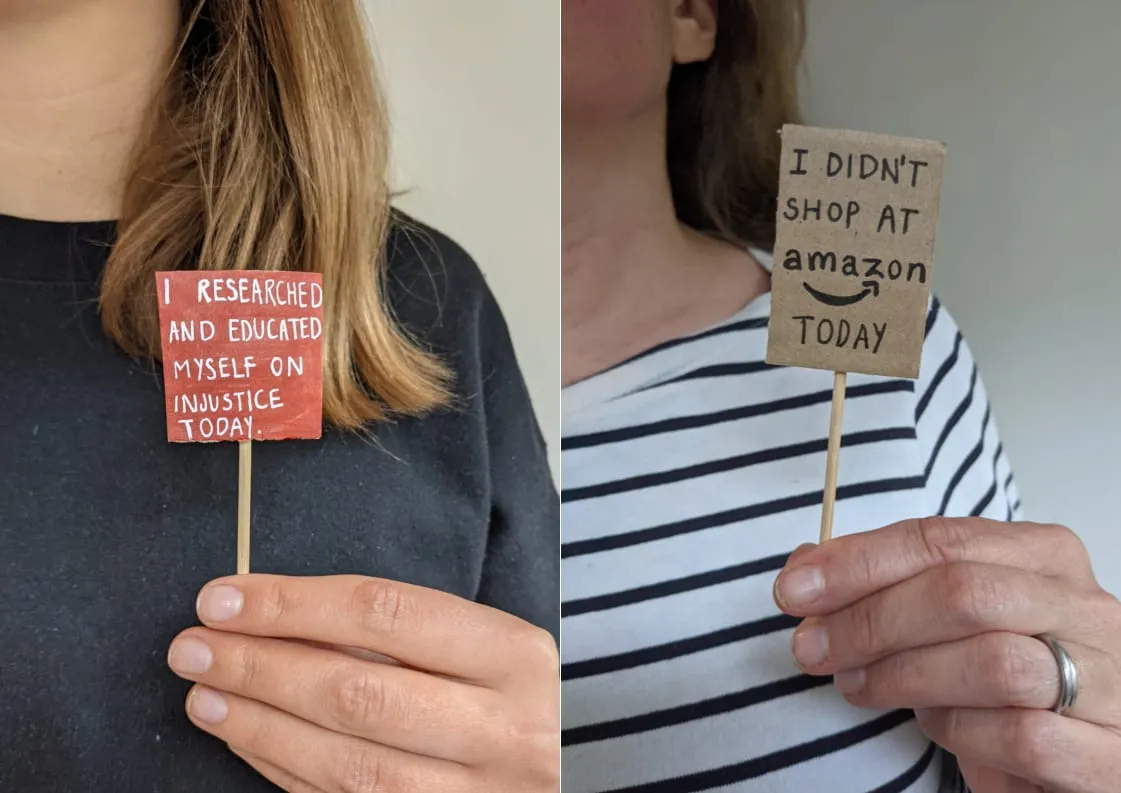 I RESEARCHED
AND EDUCATED
MYSELF ON
INJUSTICE
TODAY.
I DIDN'T
SHOP AT
amazon
TODAY